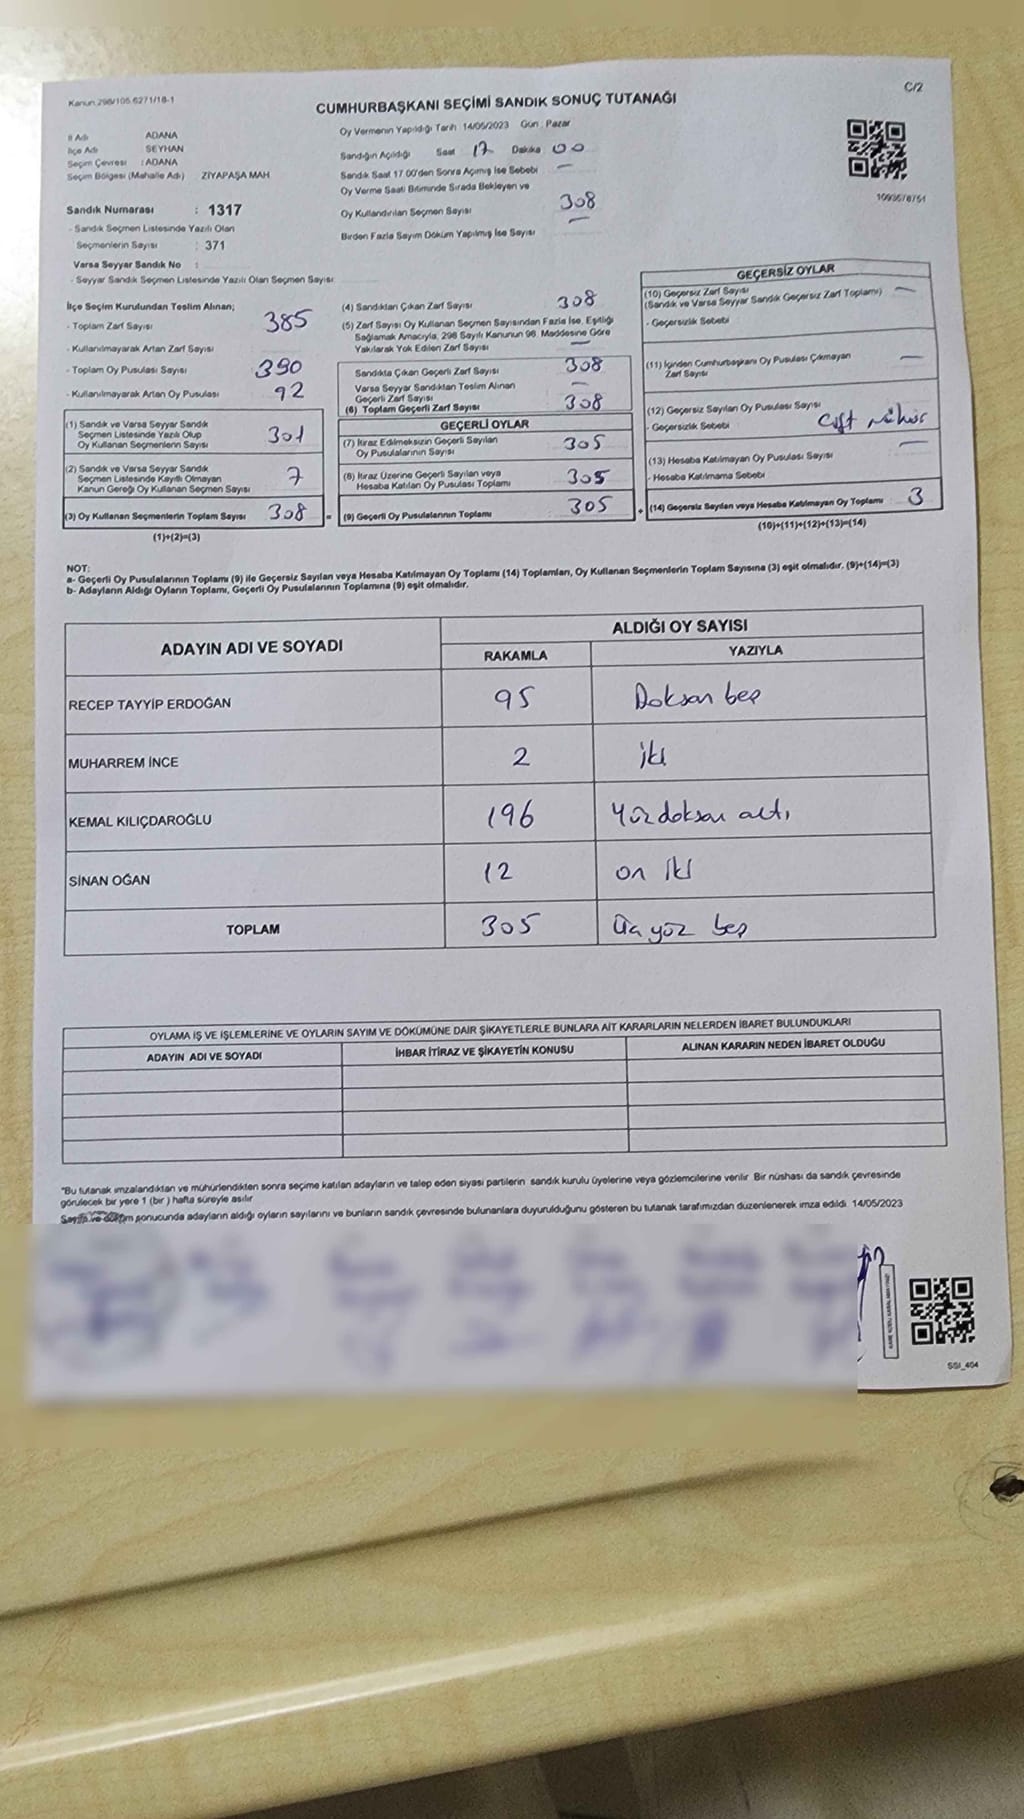 Kanun.298/105.6271/18-1
C/2
CUMHURBAŞKANI SEÇİMİ SANDIK SONUÇ TUTANAĞI
İl Adı ADANA
İlçe Adı SEYHAN
Seçim Çevresi : ADANA
Seçim Bölgesi (Mahalle Adı) ZİYAPAŞA MAH
Sandık Numarası : 1317
- Sandık Seçmen Listesinde Yazılı Olan
Seçmenlerin Sayısı : 371
Varsa Seyyar Sandık No :
- Seyyar Sandık Seçmen Listesinde Yazılı Olan Seçmen Sayısı
Oy Vermenin Yapıldığı Tarih 14/05/2023 Gün : Pazar
Sandığın Açıldığı Saat 17 Dakika 00
Sandık Saat 17 00'den Sonra Açımış İse Sebebi —
Oy Verme Saati Bitiminde Sırada Bekleyen ve
Oy Kullandırılan Seçmen Sayısı 308
Birden Fazla Sayım Döküm Yapılmış İse Sayısı —
1093578751
İlçe Seçim Kurulundan Teslim Alınan;
- Toplam Zarf Sayısı 385
- Kullanılmayarak Artan Zarf Sayısı
- Toplam Oy Pusulası Sayısı 390
- Kullanılmayarak Artan Oy Pusulası 92
(1) Sandık ve Varsa Seyyar Sandık
Seçmen Listesinde Yazılı Olup
Oy Kullanan Seçmenlerin Sayısı 301
(2) Sandık ve Varsa Seyyar Sandık
Seçmen Listesinde Kayıtlı Olmayan
Kanun Gereği Oy Kullanan Seçmen Sayısı 7
(3) Oy Kullanan Seçmenlerin Toplam Sayısı 308 =
(1)+(2)=(3)
(4) Sandıktan Çıkan Zarf Sayısı 308
(5) Zarf Sayısı Oy Kullanan Seçmen Sayısından Fazla İse, Eşitliği
Sağlamak Amacıyla, 298 Sayılı Kanunun 98. Maddesine Göre
Yakılarak Yok Edilen Zarf Sayısı —
Sandıkta Çıkan Geçerli Zarf Sayısı 308
Varsa Seyyar Sandıktan Teslim Alınan
Geçerli Zarf Sayısı —
(6) Toplam Geçerli Zarf Sayısı 308
GEÇERLİ OYLAR
(7) İtiraz Edilmeksizin Geçerli Sayılan
Oy Pusulalarının Sayısı 305
(8) İtiraz Üzerine Geçerli Sayılan veya
Hesaba Katılan Oy Pusulası Toplamı 305
(9) Geçerli Oy Pusulalarının Toplamı 305 +
GEÇERSİZ OYLAR
(10) Geçersiz Zarf Sayısı —
(Sandık ve Varsa Seyyar Sandık Geçersiz Zarf Toplamı)
- Geçersizlik Sebebi
(11) İçinden Cumhurbaşkanı Oy Pusulası Çıkmayan —
Zarf Sayısı
(12) Geçersiz Sayılan Oy Pusulası Sayısı
- Geçersizlik Sebebi Çift mühür
(13) Hesaba Katılmayan Oy Pusulası Sayısı —
- Hesaba Katılmama Sebebi
(14) Geçersiz Sayılan veya Hesaba Katılmayan Oy Toplamı 3
(10)+(11)+(12)+(13)=(14)
NOT:
a- Geçerli Oy Pusulalarının Toplamı (9) ile Geçersiz Sayılan veya Hesaba Katılmayan Oy Toplamı (14) Toplamları, Oy Kullanan Seçmenlerin Toplam Sayısına (3) eşit olmalıdır. (9)+(14)=(3)
b- Adayların Aldığı Oyların Toplamı, Geçerli Oy Pusulalarının Toplamına (9) eşit olmalıdır.
ADAYIN ADI VE SOYADI ALDIĞI OY SAYISI
RAKAMLA YAZIYLA
RECEP TAYYİP ERDOĞAN 95 Doksan beş
MUHARREM İNCE 2 iki
KEMAL KILIÇDAROĞLU 196 Yüzdoksan altı
SİNAN OĞAN 12 on iki
TOPLAM 305 Üç yüz beş
OYLAMA İŞ VE İŞLEMLERİNE VE OYLARIN SAYIM VE DÖKÜMÜNE DAİR ŞİKAYETLERLE BUNLARA AİT KARARLARIN NELERDEN İBARET BULUNDUKLARI
ADAYIN ADI VE SOYADI İHBAR İTİRAZ VE ŞİKAYETİN KONUSU ALINAN KARARIN NEDEN İBARET OLDUĞU
"Bu tutanak imzalandıktan ve mühürlendikten sonra seçime katılan adayların ve talep eden siyasi partilerin sandık kurulu üyelerine veya gözlemcilerine verilir. Bir nüshası da sandık çevresinde
görülecek bir yere 1 (bir) hafta süreyle asılır
Sayım ve döküm sonucunda adayların aldığı oyların sayılarını ve bunların sandık çevresinde bulunanlara duyurulduğunu gösteren bu tutanak tarafımızdan düzenlenerek imza edildi. 14/05/2023
SSI_404